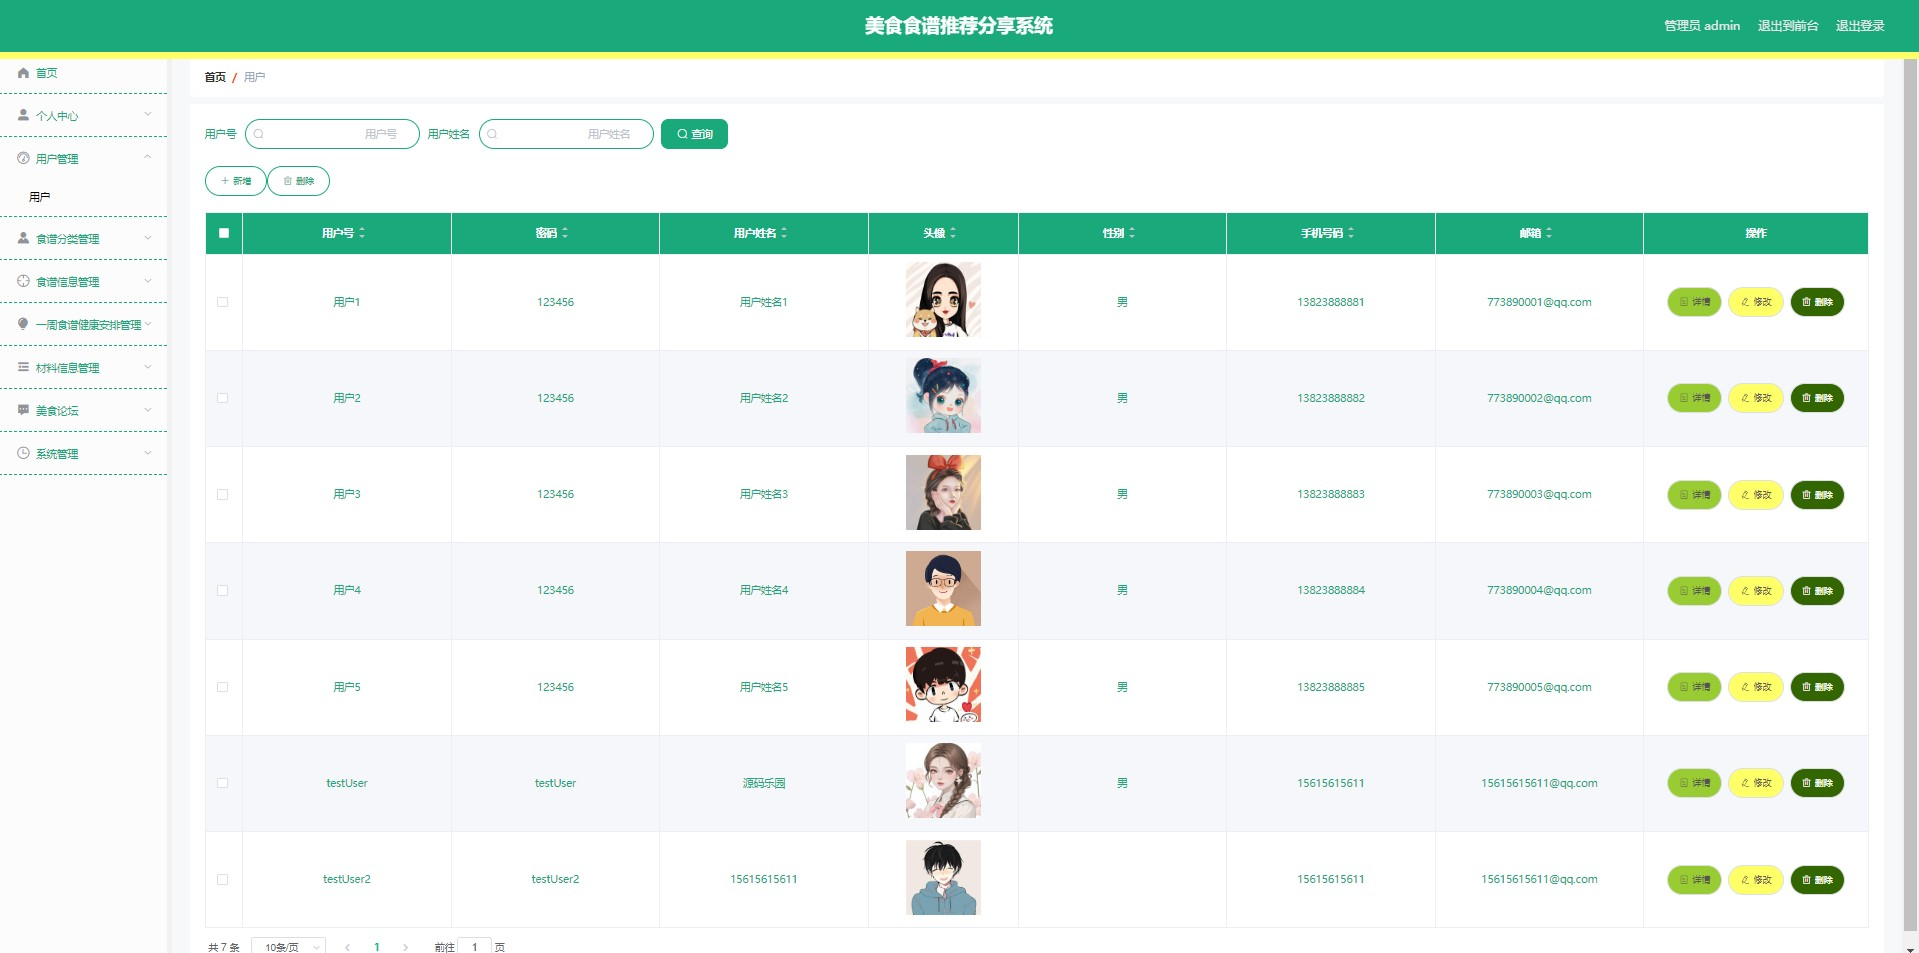 美食食谱推荐分享系统
管理员 admin 退出到前台 退出登录
首页
个人中心
用户管理
用户
食谱分类管理
食谱信息管理
一周食谱健康安排管理
材料信息管理
美食论坛
系统管理
首页 / 用户
用户号 用户号 用户姓名 用户姓名 查询
新增 删除
用户号 密码 用户姓名 头像 性别 手机号码 邮箱 操作
用户1 123456 用户姓名1 男 13823888881 773890001@qq.com 详情 修改 删除
用户2 123456 用户姓名2 男 13823888882 773890002@qq.com 详情 修改 删除
用户3 123456 用户姓名3 男 13823888883 773890003@qq.com 详情 修改 删除
用户4 123456 用户姓名4 男 13823888884 773890004@qq.com 详情 修改 删除
用户5 123456 用户姓名5 男 13823888885 773890005@qq.com 详情 修改 删除
testUser testUser 源码乐园 男 15615615611 15615615611@qq.com 详情 修改 删除
testUser2 testUser2 15615615611 15615615611 15615615611@qq.com 详情 修改 删除
共 7 条 10条/页 1 前往 1 页